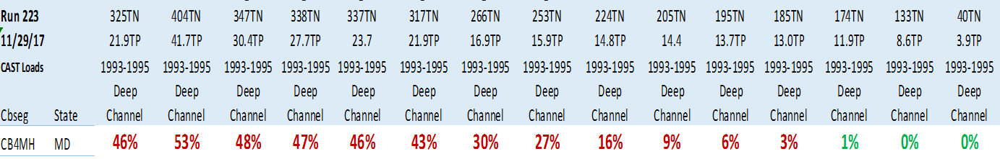 Run 223 325TN 404TN 347TN 338TN 337TN 317TN 266TN 253TN 224TN 205TN 195TN 185TN 174TN 133TN 40TN
11/29/17 21.9TP 41.7TP 30.4TP 27.7TP 23.7 21.9TP 16.9TP 15.9TP 14.8TP 14.4 13.7TP 13.0TP 11.9TP 8.6TP 3.9TP
CAST Loads 1993-1995 1993-1995 1993-1995 1993-1995 1993-1995 1993-1995 1993-1995 1993-1995 1993-1995 1993-1995 1993-1995 1993-1995 1993-1995 1993-1995 1993-1995
Deep Deep Deep Deep Deep Deep Deep Deep Deep Deep Deep Deep Deep Deep Deep
Cbseg State Channel Channel Channel Channel Channel Channel Channel Channel Channel Channel Channel Channel Channel Channel Channel
CB4MH MD 46% 53% 48% 47% 46% 43% 30% 27% 16% 9% 6% 3% 1% 0% 0%